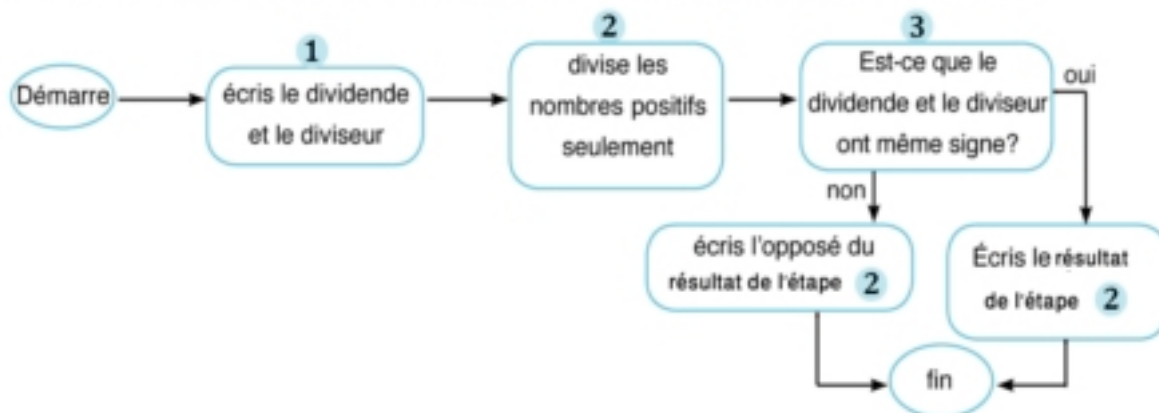 Démarre
1
écris le dividende
et le diviseur
2
divise les
nombres positifs
seulement
3
Est-ce que le
dividende et le diviseur
ont même signe?
oui
non
écris l'opposé du
résultat de l'étape 2
Écris le résultat
de l'étape 2
fin